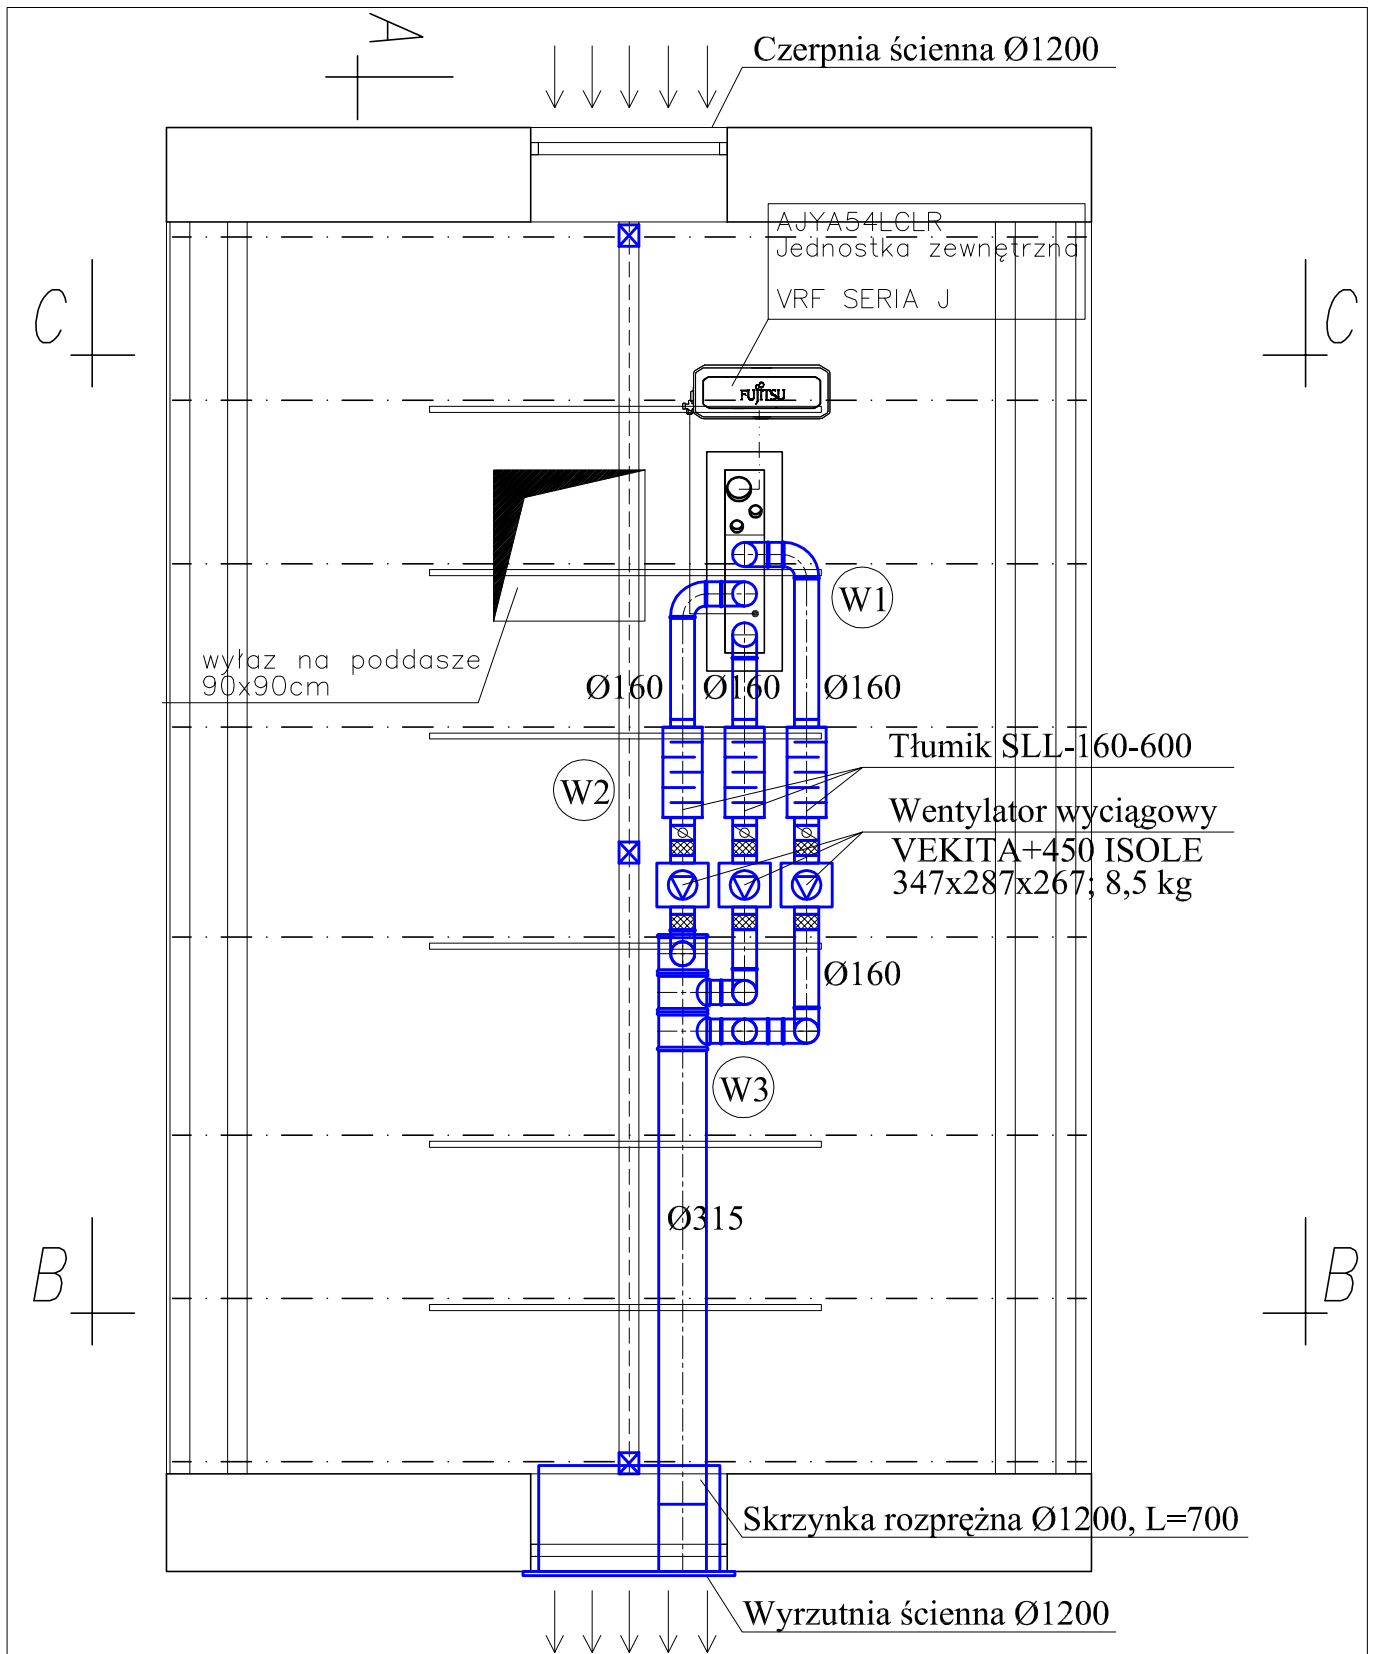 A
Czerpnia ścienna Ø1200
AJYA54LCLR
Jednostka zewnętrzna
VRF SERIA J
C
C
FUJITSU
W1
wyłaz na poddasze
90x90cm
Ø160
Ø160
Ø160
Tłumik SLL-160-600
W2
Wentylator wyciągowy
VEKITA+450 ISOLE
347x287x267; 8,5 kg
Ø160
W3
Ø315
B
B
Skrzynka rozprężna Ø1200, L=700
Wyrzutnia ścienna Ø1200